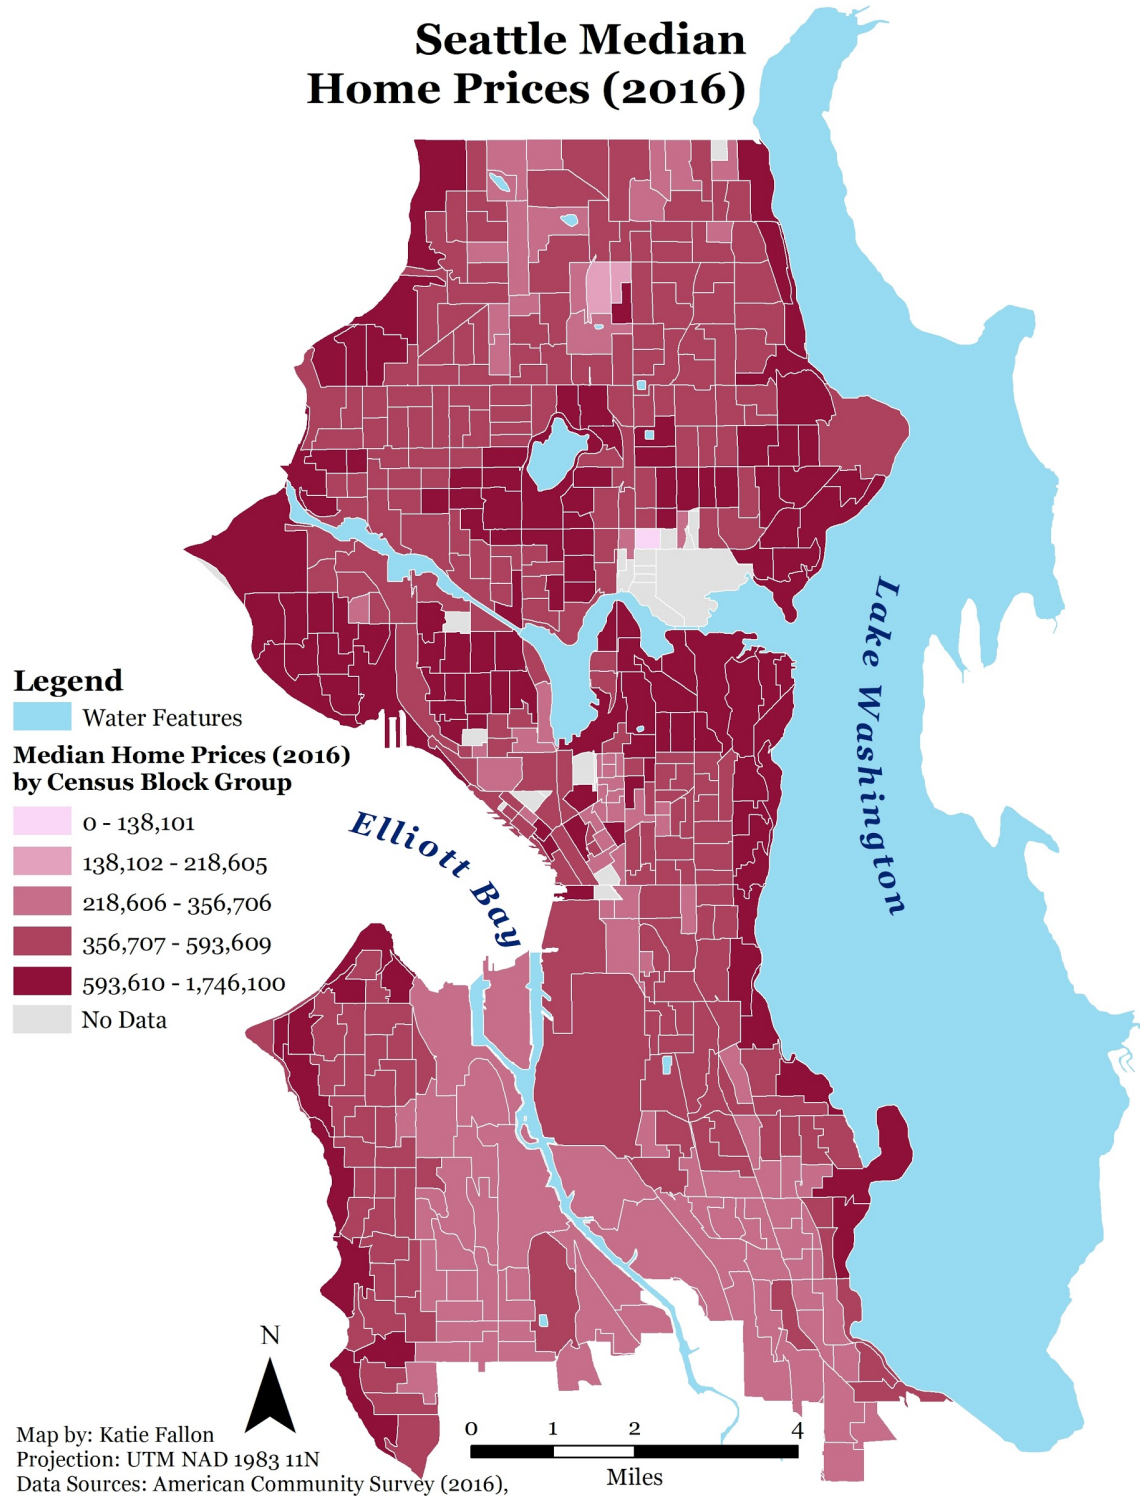 Seattle Median
Home Prices (2016)
Lake Washington
Elliott Bay
Legend
Water Features
Median Home Prices (2016)
by Census Block Group
0 - 138,101
138,102 - 218,605
218,606 - 356,706
356,707 - 593,609
593,610 - 1,746,100
No Data
N
Map by: Katie Fallon
Projection: UTM NAD 1983 11N
Data Sources: American Community Survey (2016),
0 1 2 4
Miles